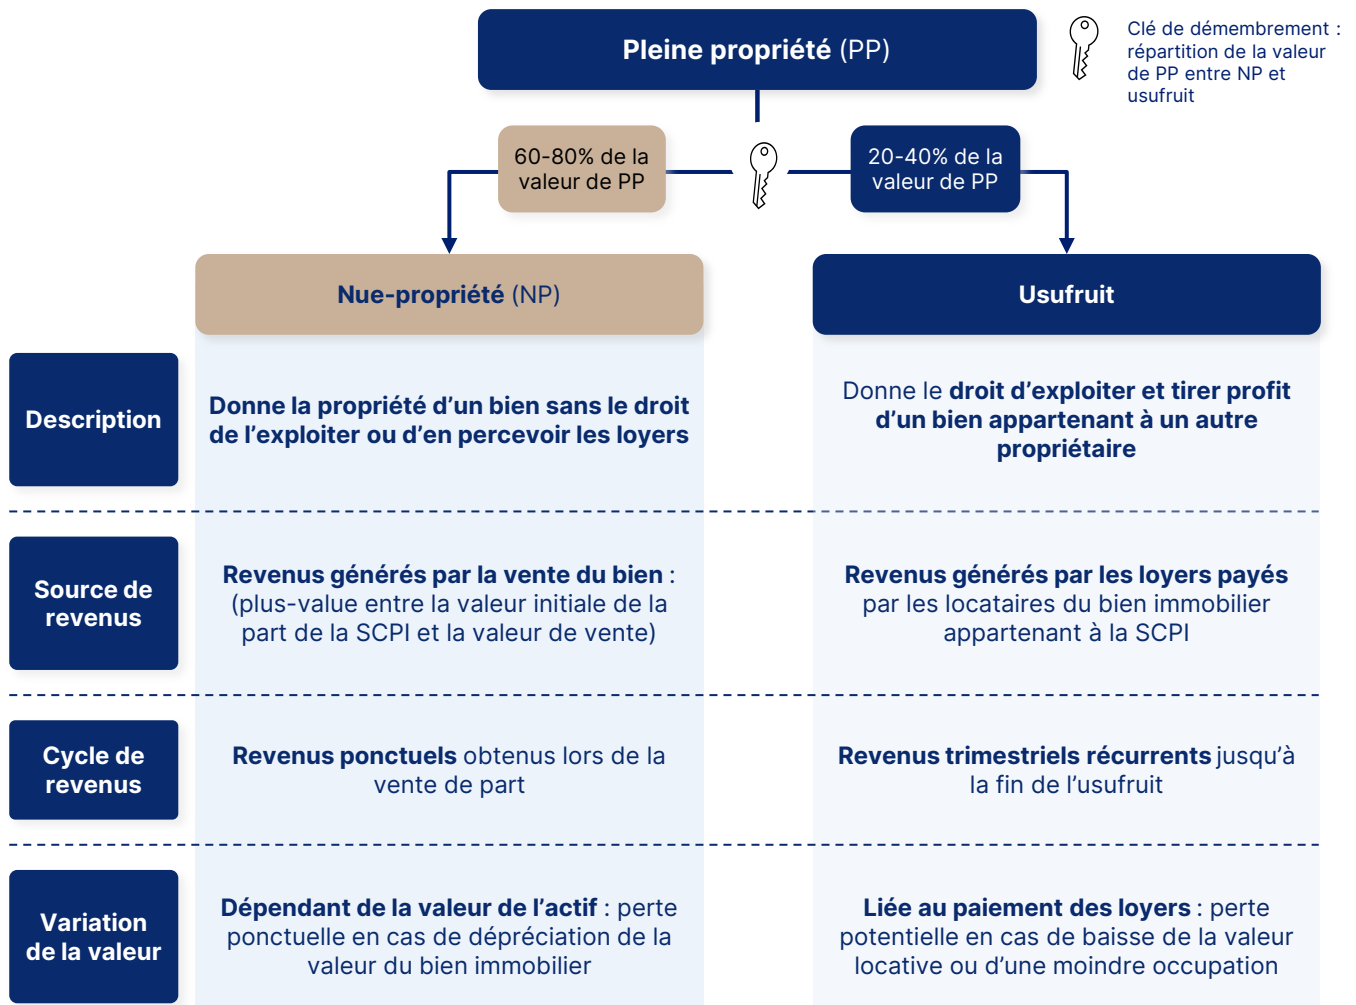 Pleine propriété (PP)
Clé de démembrement :
répartition de la valeur
de PP entre NP et
usufruit
60-80% de la
valeur de PP
20-40% de la
valeur de PP
Nue-propriété (NP)
Usufruit
Description
Donne la propriété d’un bien sans le droit
de l’exploiter ou d’en percevoir les loyers
Donne le droit d’exploiter et tirer profit
d’un bien appartenant à un autre
propriétaire
Source de
revenus
Revenus générés par la vente du bien :
(plus-value entre la valeur initiale de la
part de la SCPI et la valeur de vente)
Revenus générés par les loyers payés
par les locataires du bien immobilier
appartenant à la SCPI
Cycle de
revenus
Revenus ponctuels obtenus lors de la
vente de part
Revenus trimestriels récurrents jusqu’à
la fin de l’usufruit
Variation
de la valeur
Dépendant de la valeur de l’actif : perte
ponctuelle en cas de dépréciation de la
valeur du bien immobilier
Liée au paiement des loyers : perte
potentielle en cas de baisse de la valeur
locative ou d’une moindre occupation